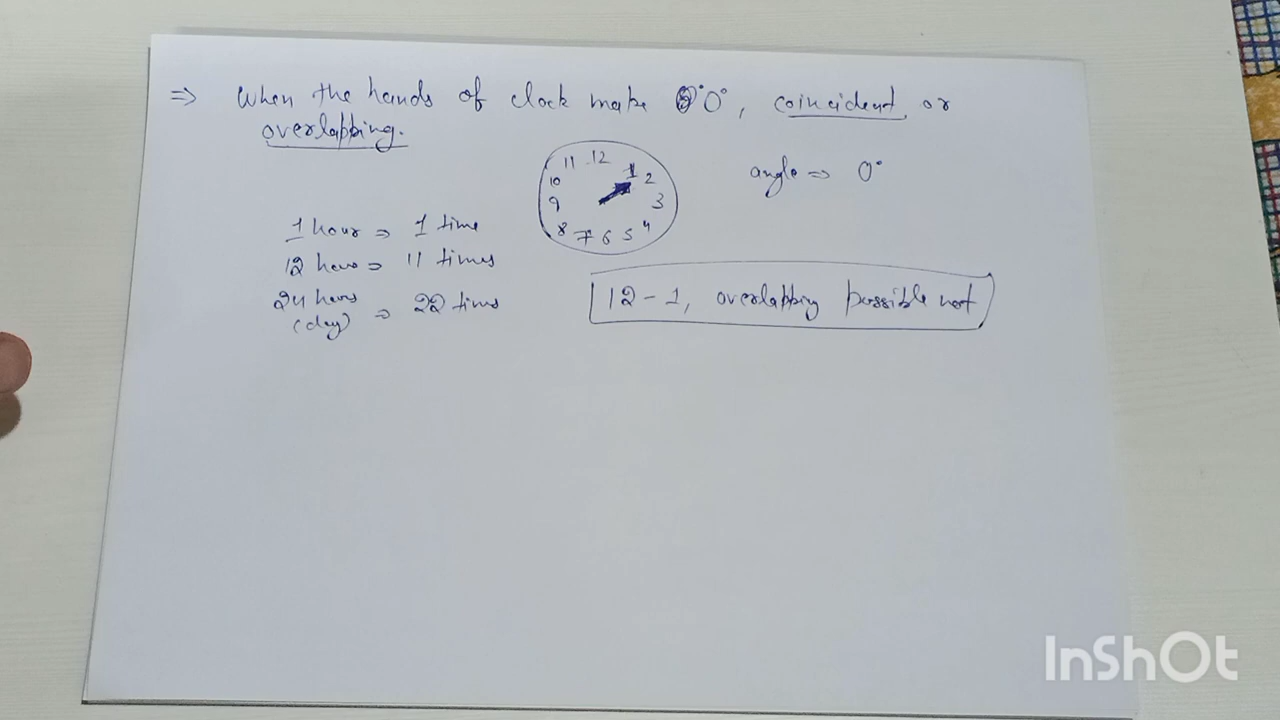 ⇒ When the hands of clock make 0°, coincident or
overlapping.
11 12 1
10 2
9 3
8 7 6 5 4
angle ⇒ 0°
1 hour ⇒ 1 time
12 hours ⇒ 11 times
24 hours ⇒ 22 times
(day)
12-1, overlapping possible not
InShOt